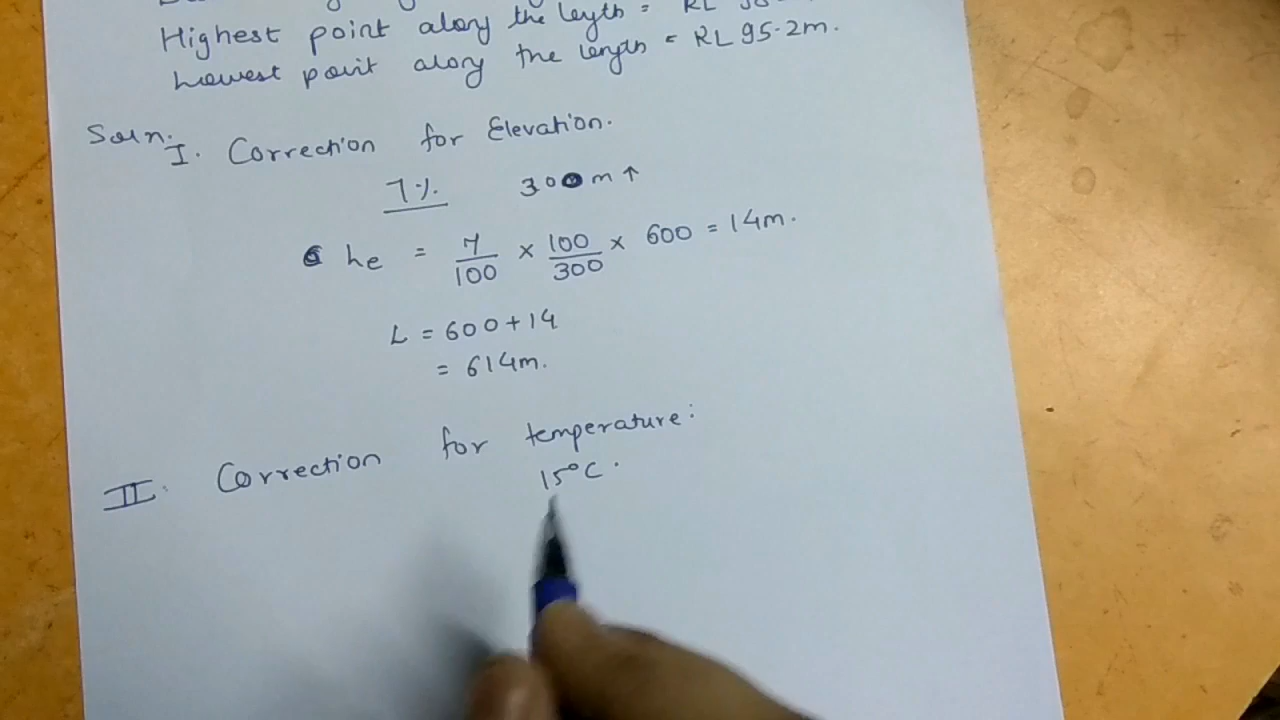 Highest point along the length = RL
Lowest point along the length = RL 95.2m.
Soln.
I. Correction for Elevation.
7% 300m ↑
he = 7/100 × 100/300 × 600 = 14m.
L = 600+14
= 614m.
II. Correction for temperature:
15°C.